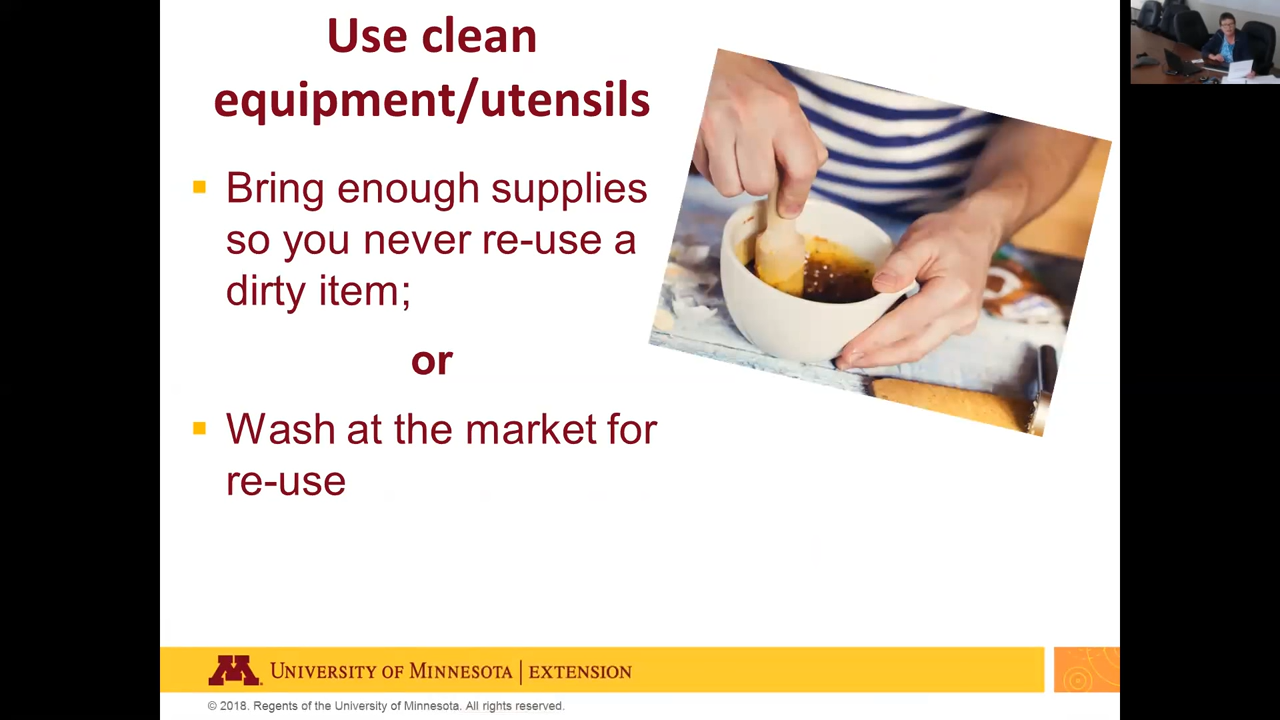 Use clean
equipment/utensils
Bring enough supplies
so you never re-use a
dirty item;
or
Wash at the market for
re-use
UNIVERSITY OF MINNESOTA | EXTENSION
© 2018. Regents of the University of Minnesota. All rights reserved.